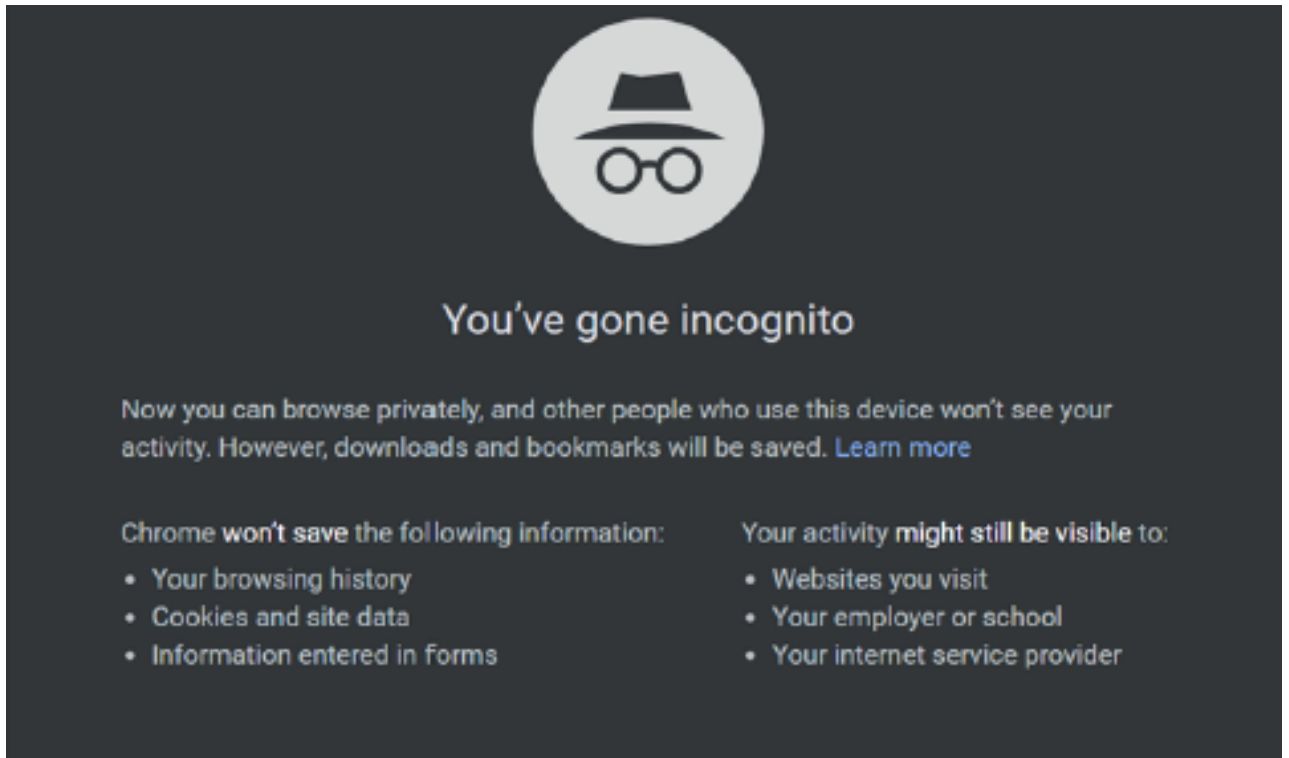 You've gone incognito
Now you can browse privately, and other people who use this device won't see your
activity. However, downloads and bookmarks will be saved. Learn more
Chrome won't save the following information:
• Your browsing history
• Cookies and site data
• Information entered in forms
Your activity might still be visible to:
• Websites you visit
• Your employer or school
• Your internet service provider